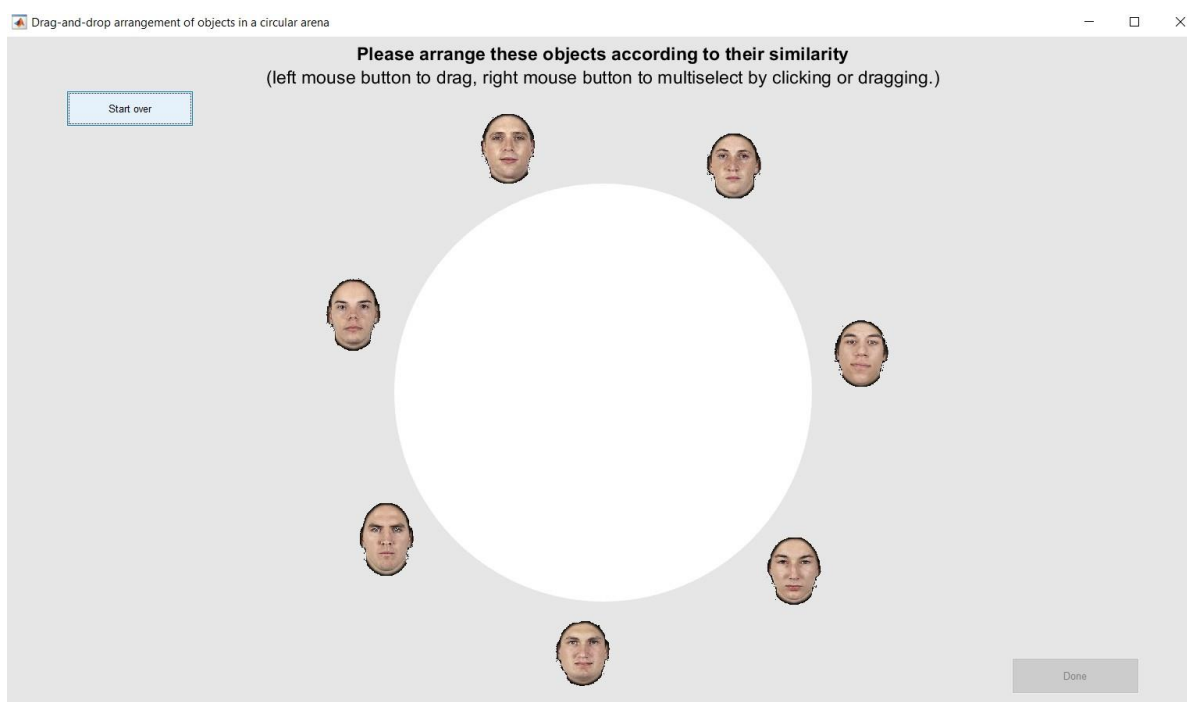 Drag-and-drop arrangement of objects in a circular arena
Please arrange these objects according to their similarity
(left mouse button to drag, right mouse button to multiselect by clicking or dragging.)
Start over
Done